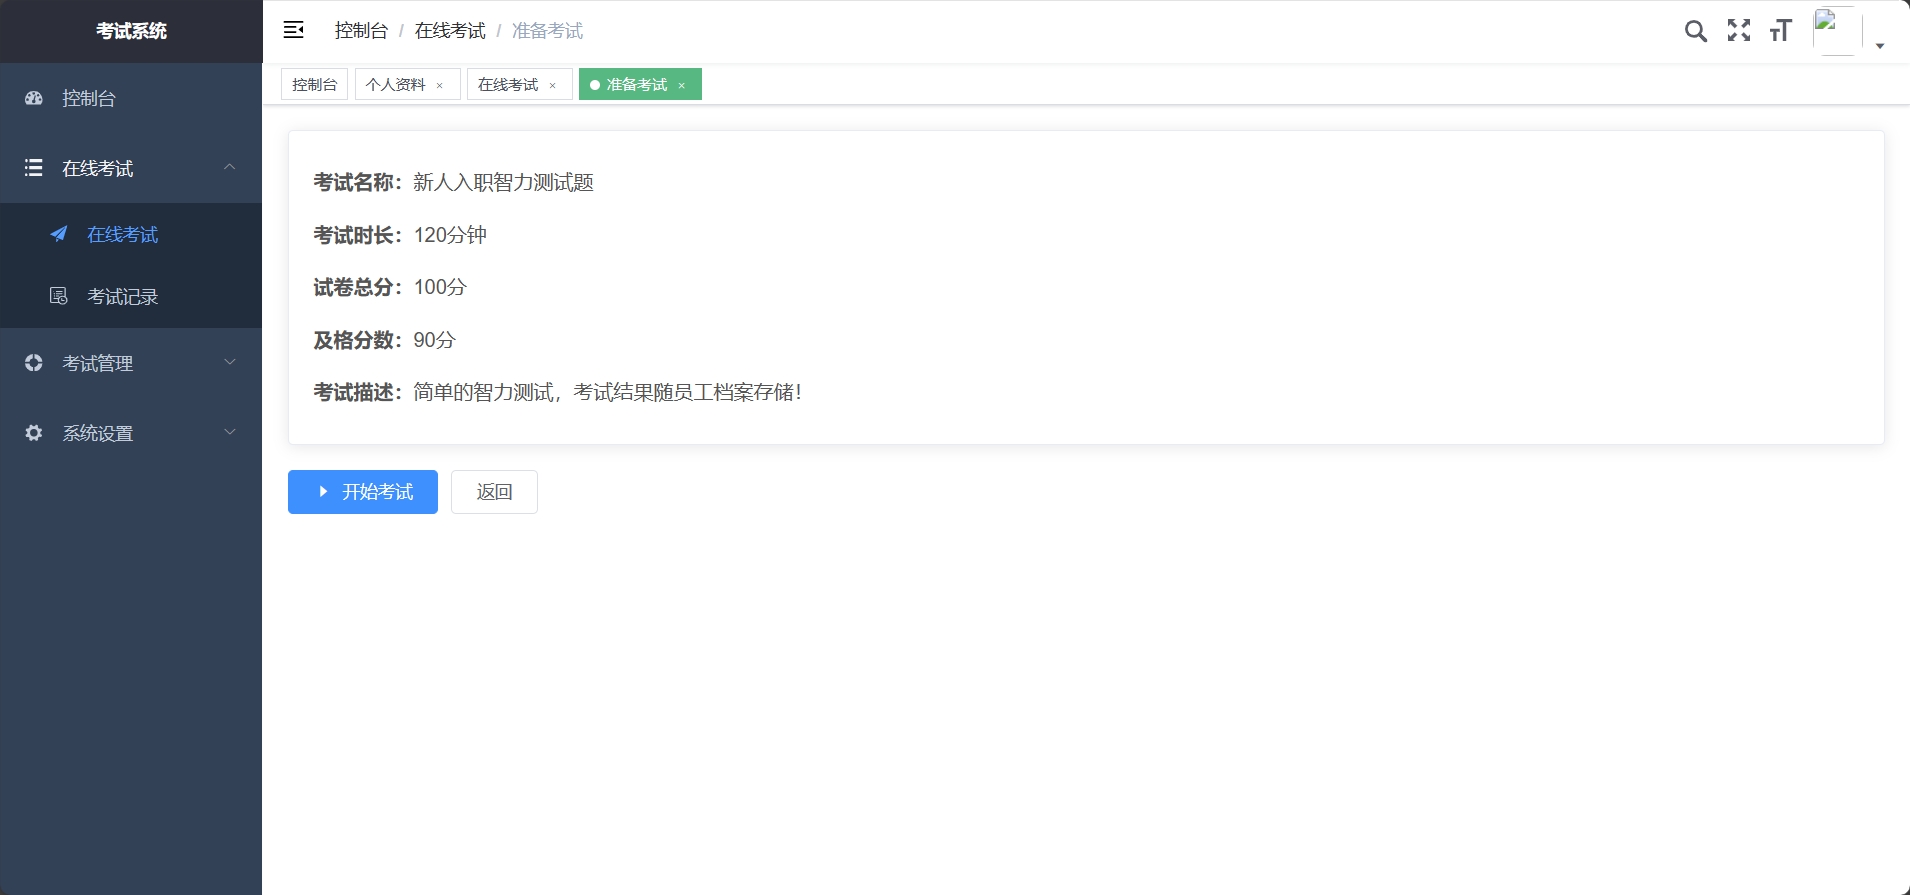 考试系统
控制台 / 在线考试 / 准备考试
控制台
个人资料 ×
在线考试 ×
准备考试 ×
控制台
在线考试
在线考试
考试记录
考试管理
系统设置
考试名称：新人入职智力测试题
考试时长：120分钟
试卷总分：100分
及格分数：90分
考试描述：简单的智力测试，考试结果随员工档案存储！
开始考试
返回